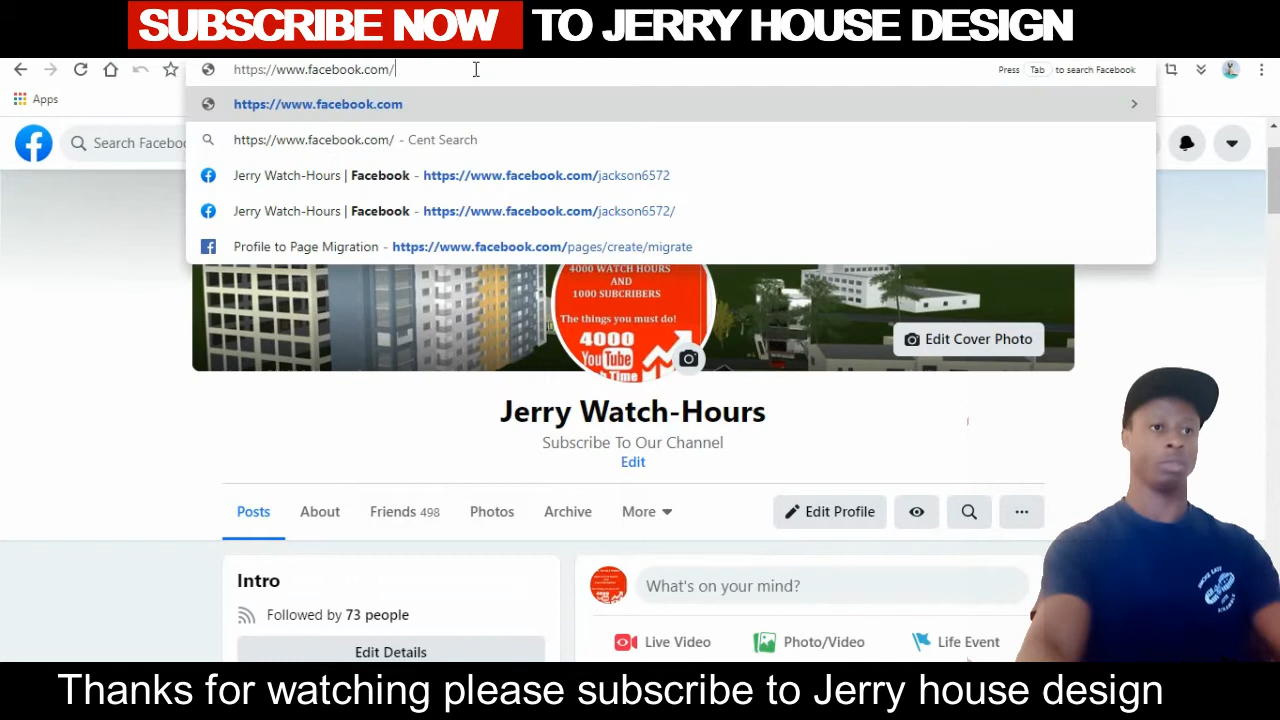 SUBSCRIBE NOW TO JERRY HOUSE DESIGN
https://www.facebook.com/ Press Tab to search Facebook
Apps
https://www.facebook.com
https://www.facebook.com/ - Cent Search
Jerry Watch-Hours | Facebook - https://www.facebook.com/jackson6572
Jerry Watch-Hours | Facebook - https://www.facebook.com/jackson6572/
Profile to Page Migration - https://www.facebook.com/pages/create/migrate
Search Facebo
4000 WATCH HOURS
AND
1000 SUBCRIBERS
The things you must do!
4000
YouTube
Time
Edit Cover Photo
Jerry Watch-Hours
Subscribe To Our Channel
Edit
Posts About Friends 498 Photos Archive More Edit Profile
Intro
Followed by 73 people
Edit Details
What's on your mind?
Live Video Photo/Video Life Event
Thanks for watching please subscribe to Jerry house design